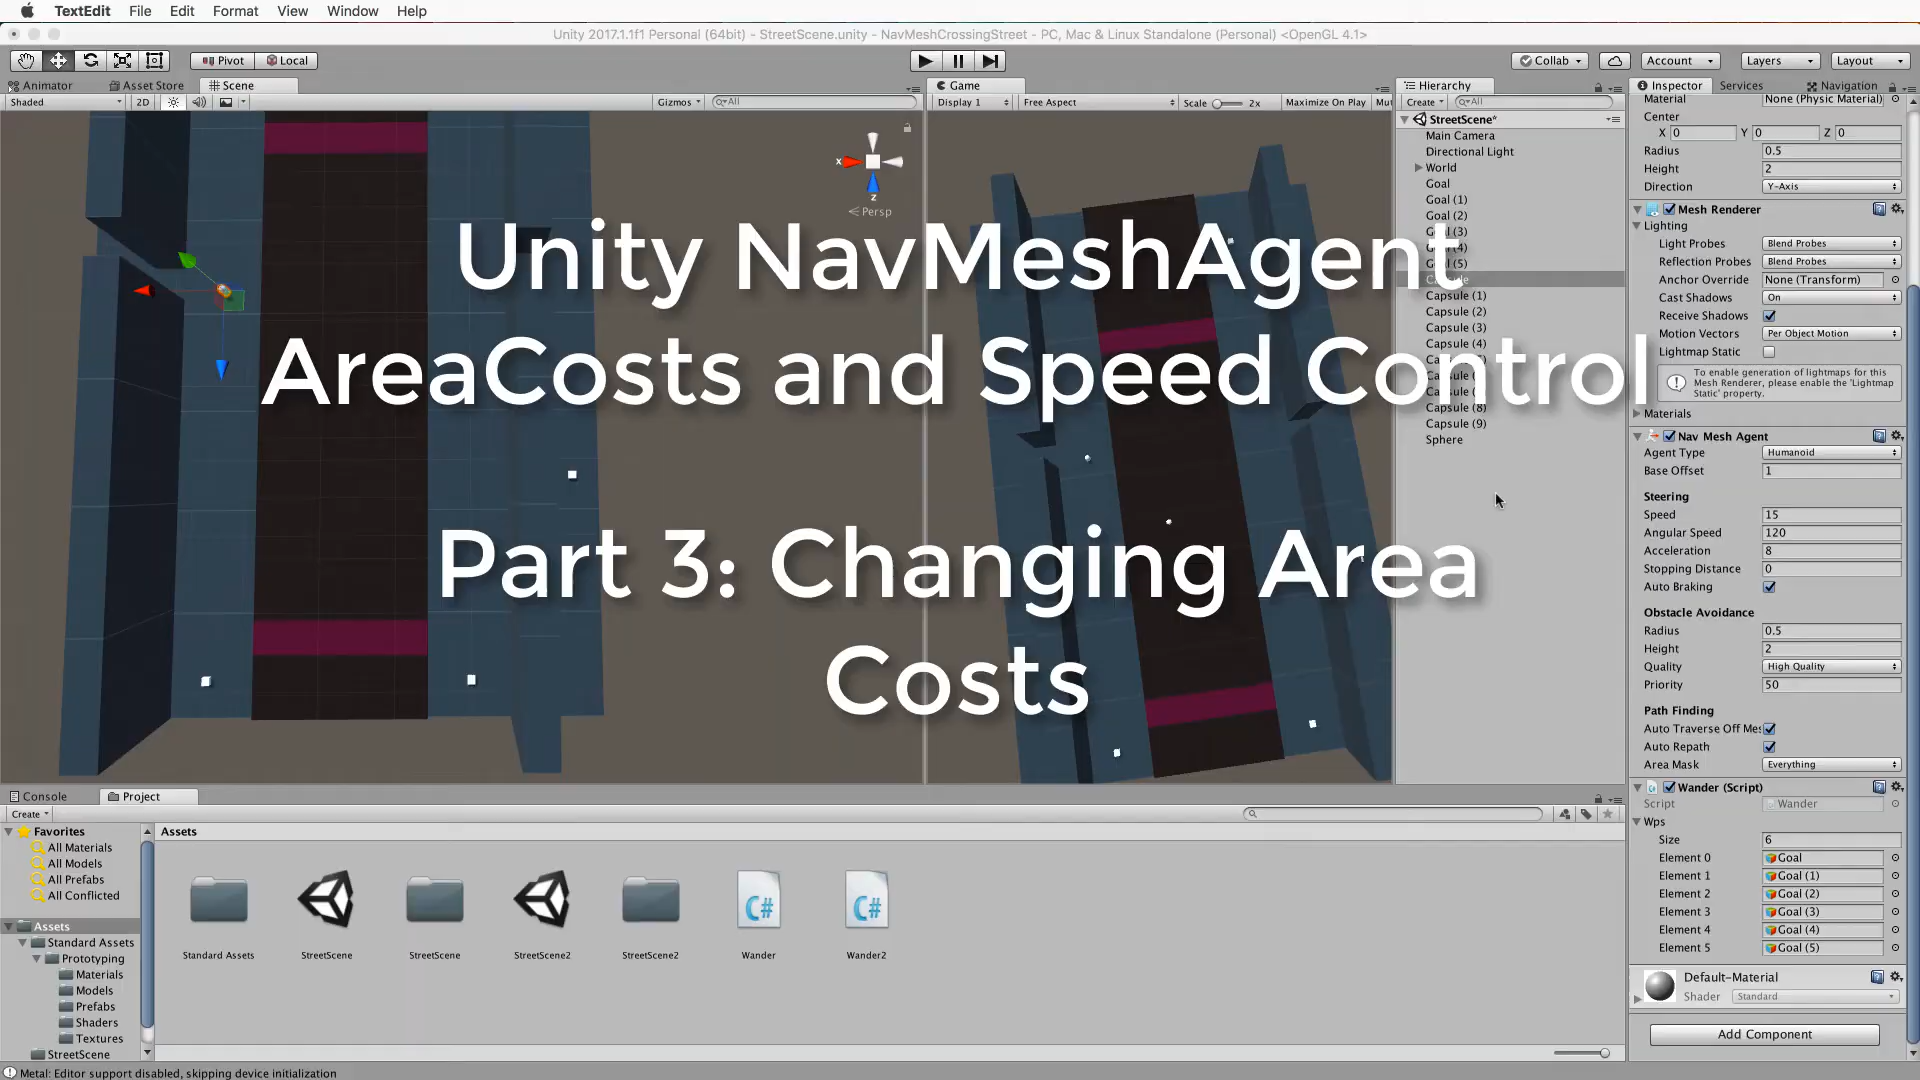 TextEdit File Edit Format View Window Help
Unity 2017.1.1f1 Personal (64bit) - StreetScene.unity - NavMeshCrossingStreet - PC, Mac & Linux Standalone (Personal) <OpenGL 4.1>
Pivot Local Collab Account Layers Layout
Animator Asset Store Scene
Shaded 2D Gizmos All
x z Persp
Game
Display 1 Free Aspect Scale 2x Maximize On Play Mut
Unity NavMeshAgent
AreaCosts and Speed Control
Part 3: Changing Area
Costs
Hierarchy
Create All
StreetScene*
Main Camera
Directional Light
World
Goal
Goal (1)
Goal (2)
Goal (3)
Goal (5)
Capsule (1)
Capsule (2)
Capsule (3)
Capsule (4)
Capsule (8)
Capsule (9)
Sphere
Inspector Services Navigation
Material None (Physic Material)
Center
X 0 Y 0 Z 0
Radius 0.5
Height 2
Direction Y-Axis
Mesh Renderer
Lighting
Light Probes Blend Probes
Reflection Probes Blend Probes
Anchor Override None (Transform)
Cast Shadows On
Receive Shadows
Motion Vectors Per Object Motion
Lightmap Static
To enable generation of lightmaps for this
Mesh Renderer, please enable the 'Lightmap
Static' property.
Materials
Nav Mesh Agent
Agent Type Humanoid
Base Offset 1
Steering
Speed 15
Angular Speed 120
Acceleration 8
Stopping Distance 0
Auto Braking
Obstacle Avoidance
Radius 0.5
Height 2
Quality High Quality
Priority 50
Path Finding
Auto Traverse Off Mes
Auto Repath
Area Mask Everything
Wander (Script)
Script Wander
Wps
Size 6
Element 0 Goal
Element 1 Goal (1)
Element 2 Goal (2)
Element 3 Goal (3)
Element 4 Goal (4)
Element 5 Goal (5)
Default-Material
Shader Standard
Add Component
Console Project
Create
Favorites
All Materials
All Models
All Prefabs
All Conflicted
Assets
Standard Assets
Prototyping
Materials
Models
Prefabs
Shaders
Textures
StreetScene
Assets
Standard Assets StreetScene StreetScene StreetScene2 StreetScene2 Wander Wander2
C# C#
Metal: Editor support disabled, skipping device initialization